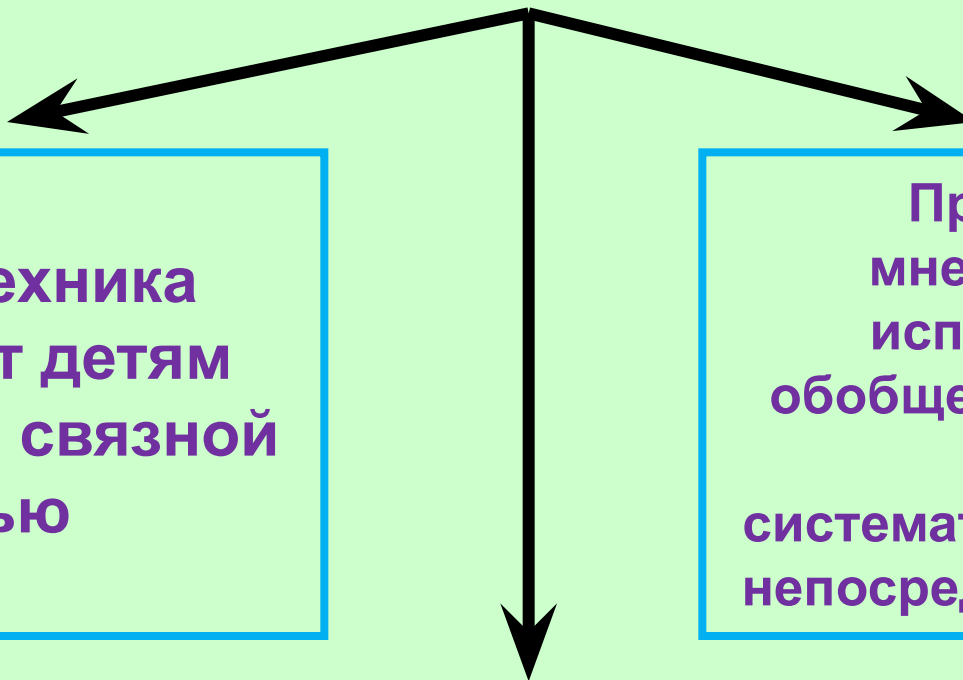 ехника
т детям
связной
ью
Пр
мне
исп
обобще
системат
непосред